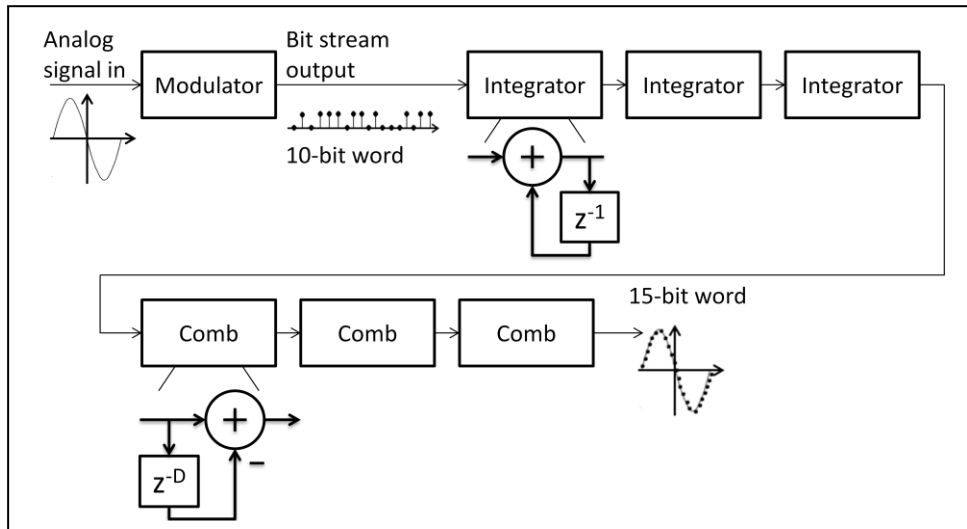 Analog
signal in
Modulator
Bit stream
output
10-bit word
Integrator
Integrator
Integrator
+
z-1
Comb
Comb
Comb
15-bit word
+
z-D
−